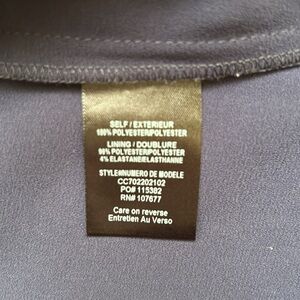 SELF / EXTERIEUR
100% POLYESTER/POLYESTER
LINING / DOUBLURE
96% POLYESTER/POLYESTER
4% ELASTANE/ELASTHANNE
STYLE#/NUMERO DE MODELE
CC702202102
PO# 115382
RN# 107677
Care on reverse
Entretien Au Verso